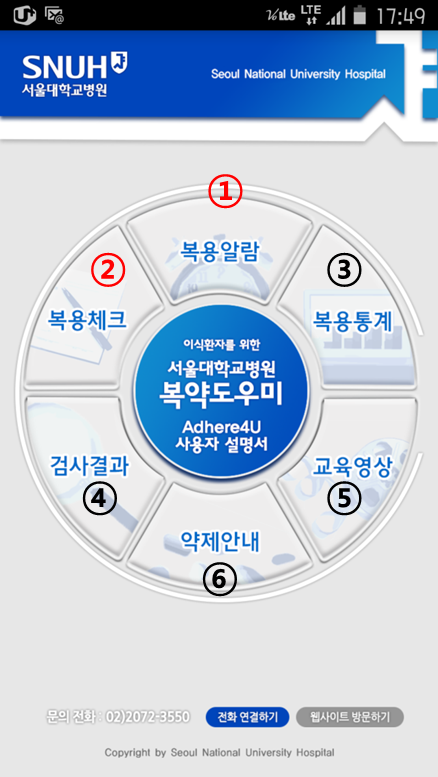 LTE
LTE
17:49
SNUH
서울대학교병원
Seoul National University Hospital
①
복용알람
②
복용체크
③
복용통계
이식환자를 위한
서울대학교병원
복약도우미
Adhere4U
사용자 설명서
검사결과
④
교육영상
⑤
약제안내
⑥
문의 전화 : 02)2072-3550
전화 연결하기
웹사이트 방문하기
Copyright by Seoul National University Hospital